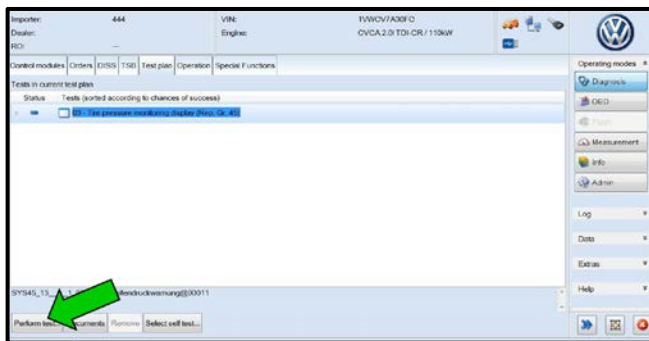 Importer: 444 VIN: 1VWCV7A30FC
Dealer: Engine: CVCA 2.0l TDI-CR / 110kW
RO: ---
Control modules Orders DISS TSB Test plan Operation Special Functions
Tests in current test plan
Status Tests (sorted according to chances of success)
03 - Tire pressure monitoring display (Rep. Gr. 45)
Operating modes
Diagnosis
OBD
Flash
Measurement
Info
Admin
Log
Data
Extras
Help
Perform test... Remove Select self test...